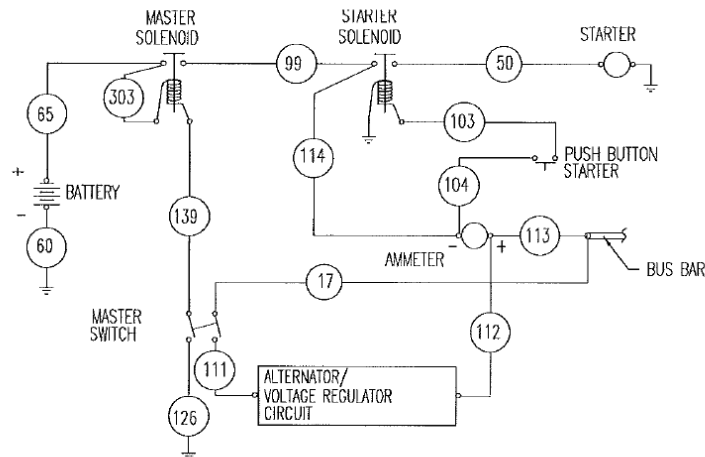 MASTER
SOLENOID
STARTER
SOLENOID
STARTER
99
50
303
65
103
114
PUSH BUTTON
STARTER
+
BATTERY
104
-
139
60
- +
113
AMMETER
BUS BAR
17
MASTER
SWITCH
112
111
ALTERNATOR/
VOLTAGE REGULATOR
CIRCUIT
126